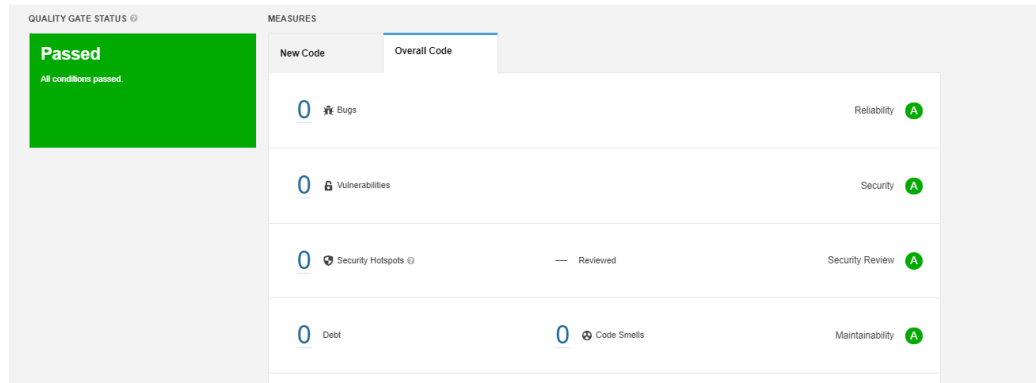 QUALITY GATE STATUS
MEASURES
Passed
All conditions passed.
New Code
Overall Code
0 Bugs Reliability A
0 Vulnerabilities Security A
0 Security Hotspots — Reviewed Security Review A
0 Debt 0 Code Smells Maintainability A